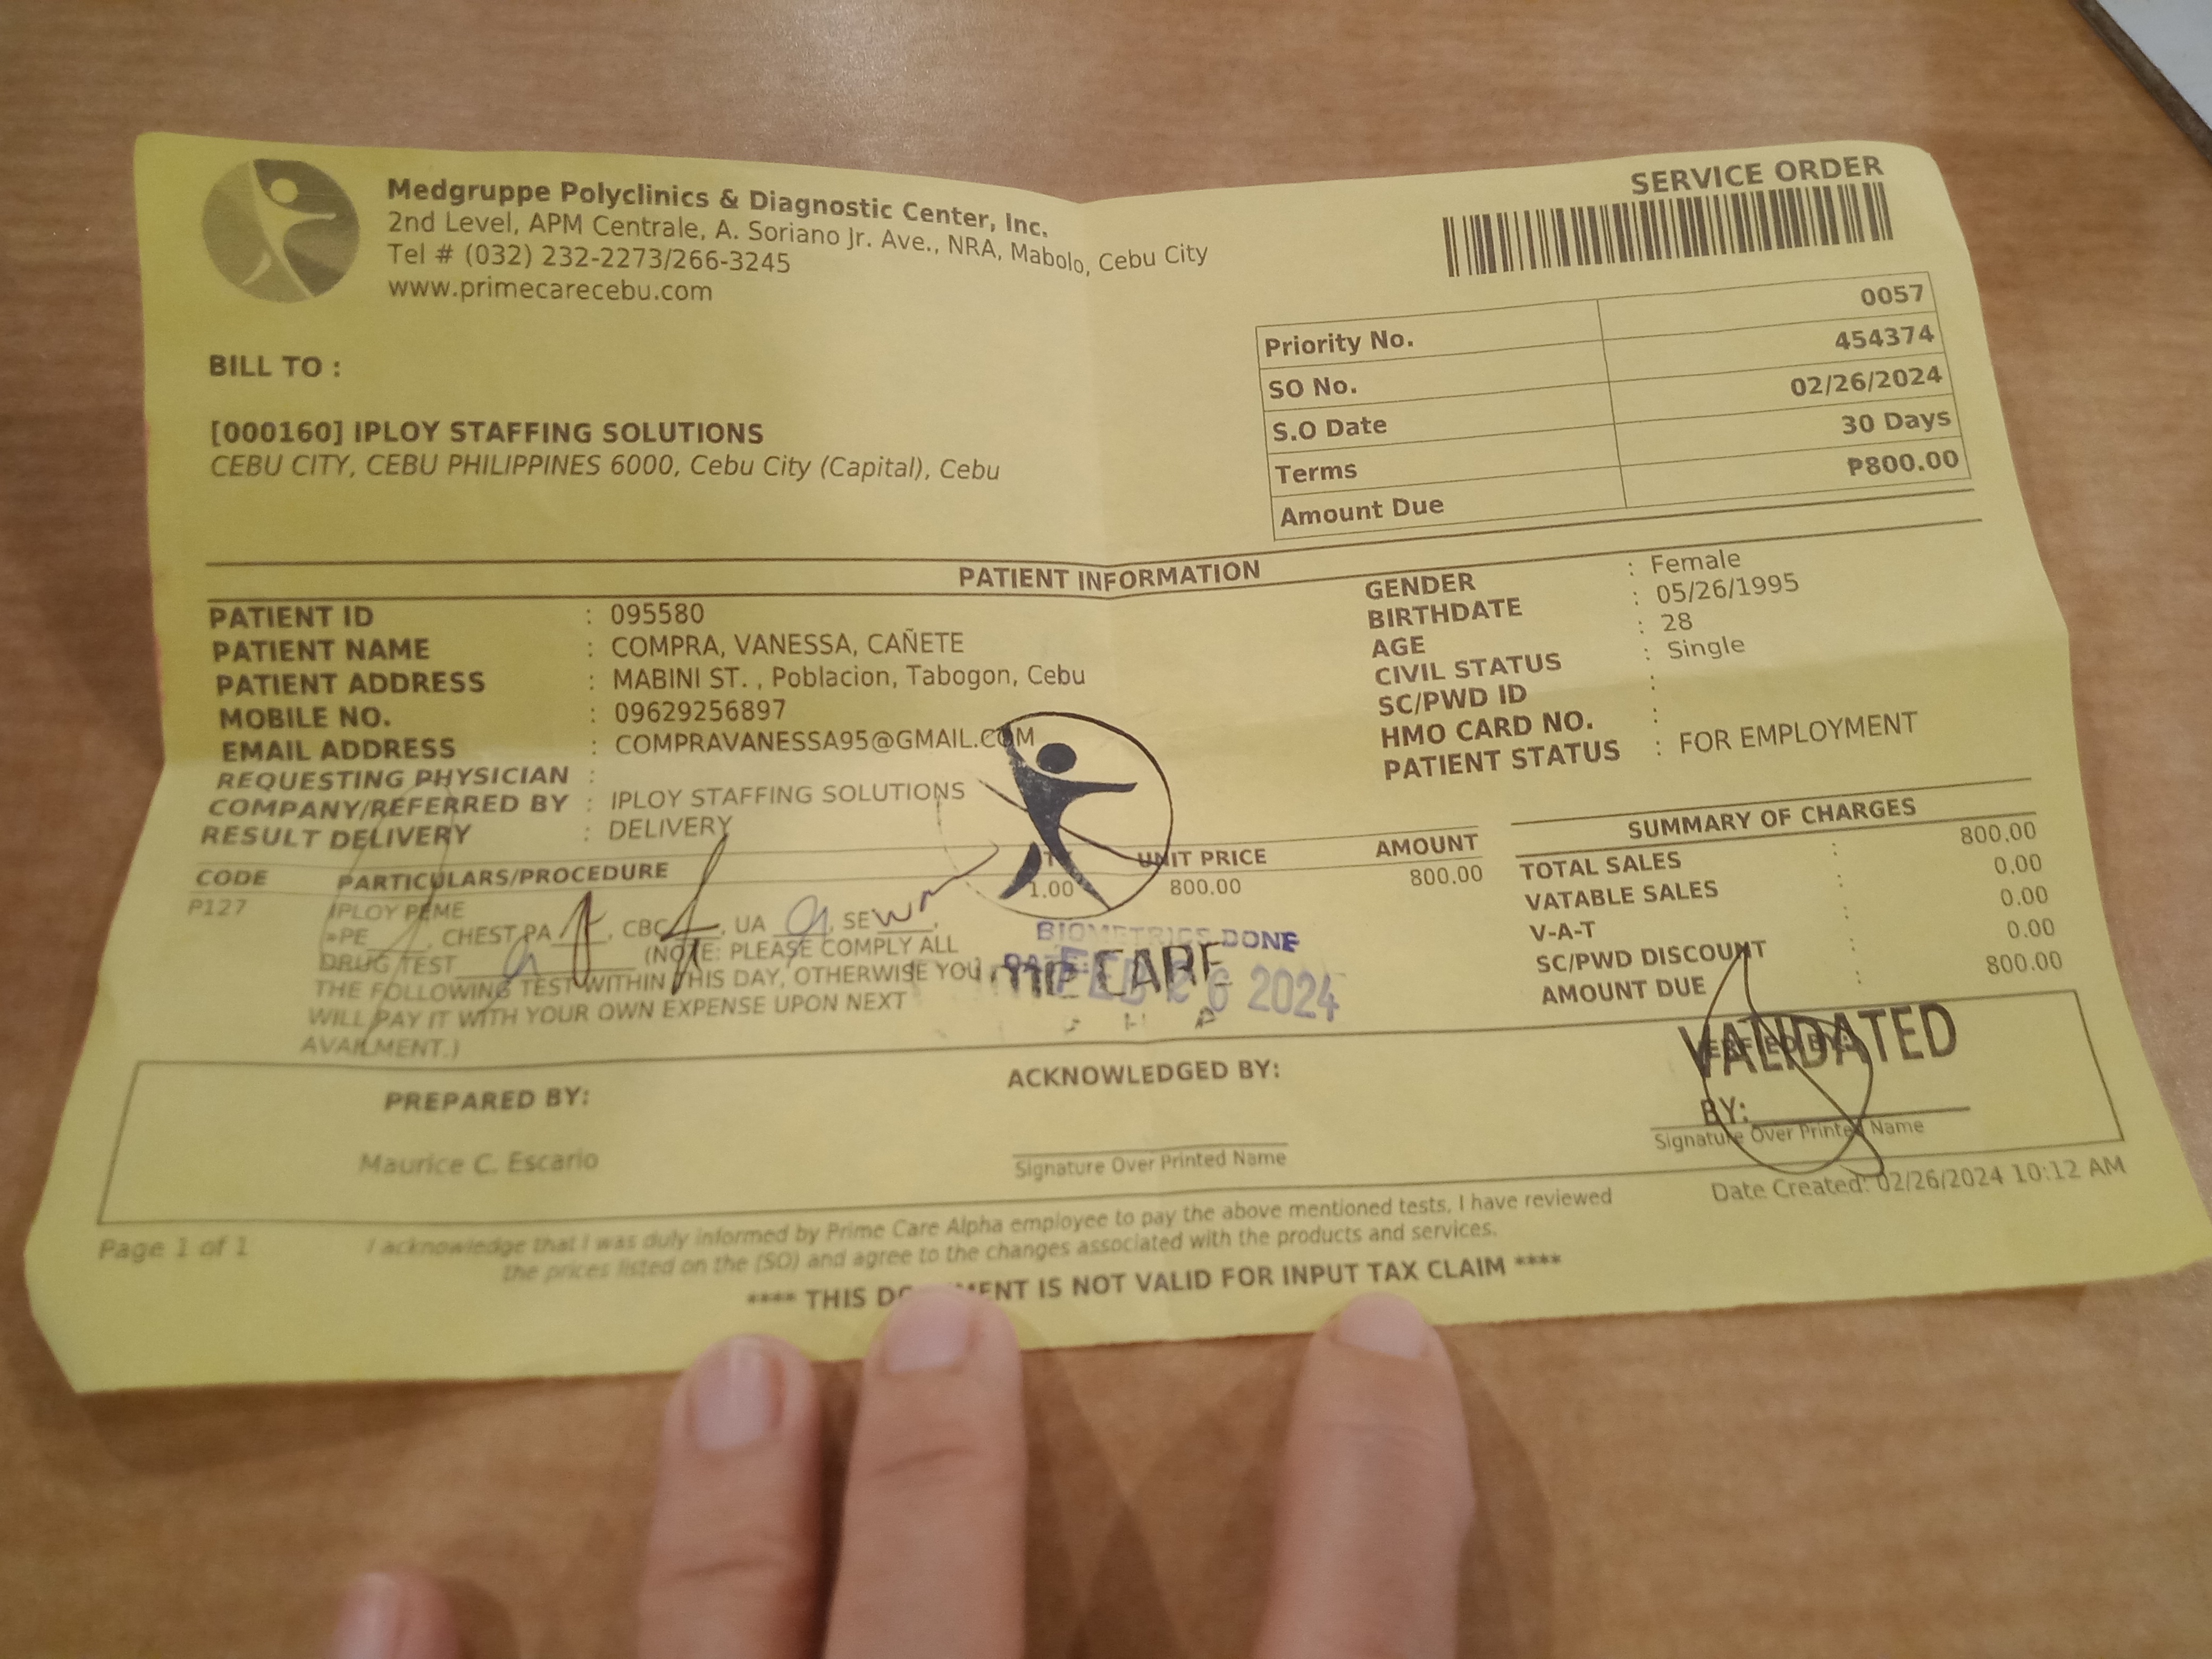 Medgruppe Polyclinics & Diagnostic Center, Inc.
2nd Level, APM Centrale, A. Soriano Jr. Ave., NRA, Mabolo, Cebu City
Tel # (032) 232-2273/266-3245
www.primecarecebu.com
SERVICE ORDER
0057
Priority No. 454374
SO No. 02/26/2024
S.O Date 30 Days
Terms ₱800.00
Amount Due
BILL TO :
[000160] IPLOY STAFFING SOLUTIONS
CEBU CITY, CEBU PHILIPPINES 6000, Cebu City (Capital), Cebu
PATIENT INFORMATION
PATIENT ID : 095580
PATIENT NAME : COMPRA, VANESSA, CAÑETE
PATIENT ADDRESS : MABINI ST. , Poblacion, Tabogon, Cebu
MOBILE NO. : 09629256897
EMAIL ADDRESS : COMPRAVANESSA95@GMAIL.COM
REQUESTING PHYSICIAN :
COMPANY/REFERRED BY : IPLOY STAFFING SOLUTIONS
RESULT DELIVERY : DELIVERY
GENDER : Female
BIRTHDATE : 05/26/1995
AGE : 28
CIVIL STATUS : Single
SC/PWD ID :
HMO CARD NO. :
PATIENT STATUS : FOR EMPLOYMENT
CODE PARTICULARS/PROCEDURE UNIT PRICE AMOUNT
P127 IPLOY PEME 1.00 800.00 800.00
*PE____, CHEST PA____, CBC____, UA ____, SE____,
DRUG TEST____ (NOTE: PLEASE COMPLY ALL
THE FOLLOWING TEST WITHIN THIS DAY, OTHERWISE YOU
WILL PAY IT WITH YOUR OWN EXPENSE UPON NEXT
AVAILMENT.)
BIOMETRICS DONE
DATE:
FEB 26 2024
CARE
SUMMARY OF CHARGES
TOTAL SALES : 800.00
VATABLE SALES : 0.00
V-A-T : 0.00
SC/PWD DISCOUNT : 0.00
AMOUNT DUE : 800.00
PREPARED BY:
Maurice C. Escario
ACKNOWLEDGED BY:
Signature Over Printed Name
VALIDATED
BY:
Signature Over Printed Name
Date Created: 02/26/2024 10:12 AM
Page 1 of 1
I acknowledge that I was duly informed by Prime Care Alpha employee to pay the above mentioned tests, I have reviewed
the prices listed on the (SO) and agree to the changes associated with the products and services.
**** THIS DOCUMENT IS NOT VALID FOR INPUT TAX CLAIM ****